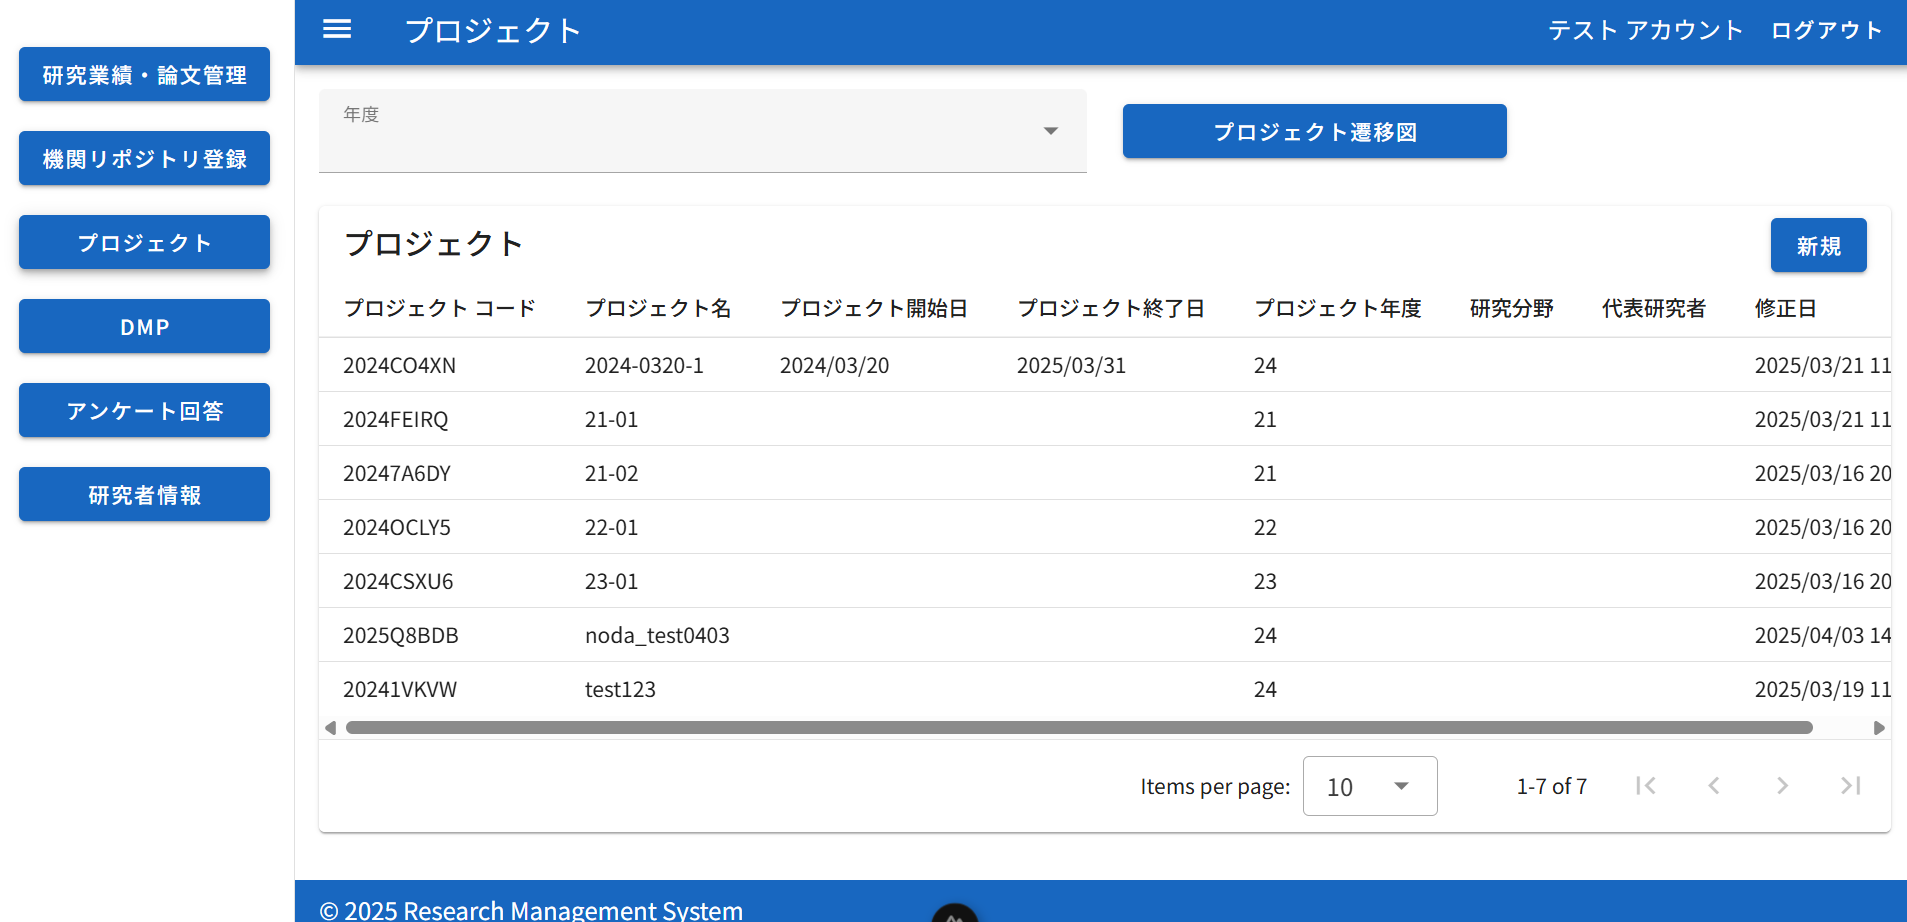 プロジェクト
テスト アカウント ログアウト
研究業績・論文管理
機関リポジトリ登録
プロジェクト
DMP
アンケート回答
研究者情報
年度
プロジェクト遷移図
プロジェクト
新規
プロジェクト コード プロジェクト名 プロジェクト開始日 プロジェクト終了日 プロジェクト年度 研究分野 代表研究者 修正日
2024CO4XN 2024-0320-1 2024/03/20 2025/03/31 24 2025/03/21 11
2024FEIRQ 21-01 21 2025/03/21 11
20247A6DY 21-02 21 2025/03/16 20
2024OCLY5 22-01 22 2025/03/16 20
2024CSXU6 23-01 23 2025/03/16 20
2025Q8BDB noda_test0403 24 2025/04/03 14
20241VKVW test123 24 2025/03/19 11
Items per page: 10 1-7 of 7
© 2025 Research Management System